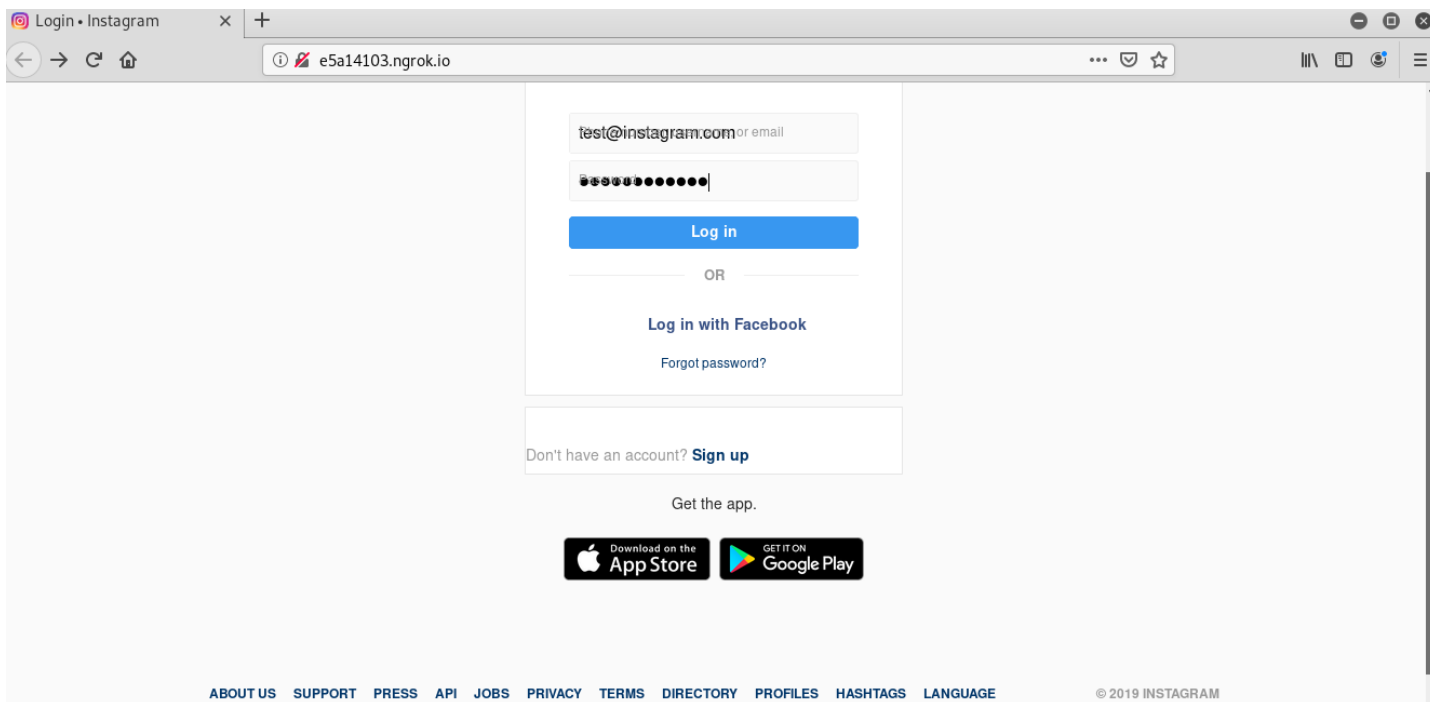 Login • Instagram
e5a14103.ngrok.io
test@instagram.com or email
Log in
OR
Log in with Facebook
Forgot password?
Don't have an account? Sign up
Get the app.
Download on the App Store
GET IT ON Google Play
ABOUT US SUPPORT PRESS API JOBS PRIVACY TERMS DIRECTORY PROFILES HASHTAGS LANGUAGE © 2019 INSTAGRAM